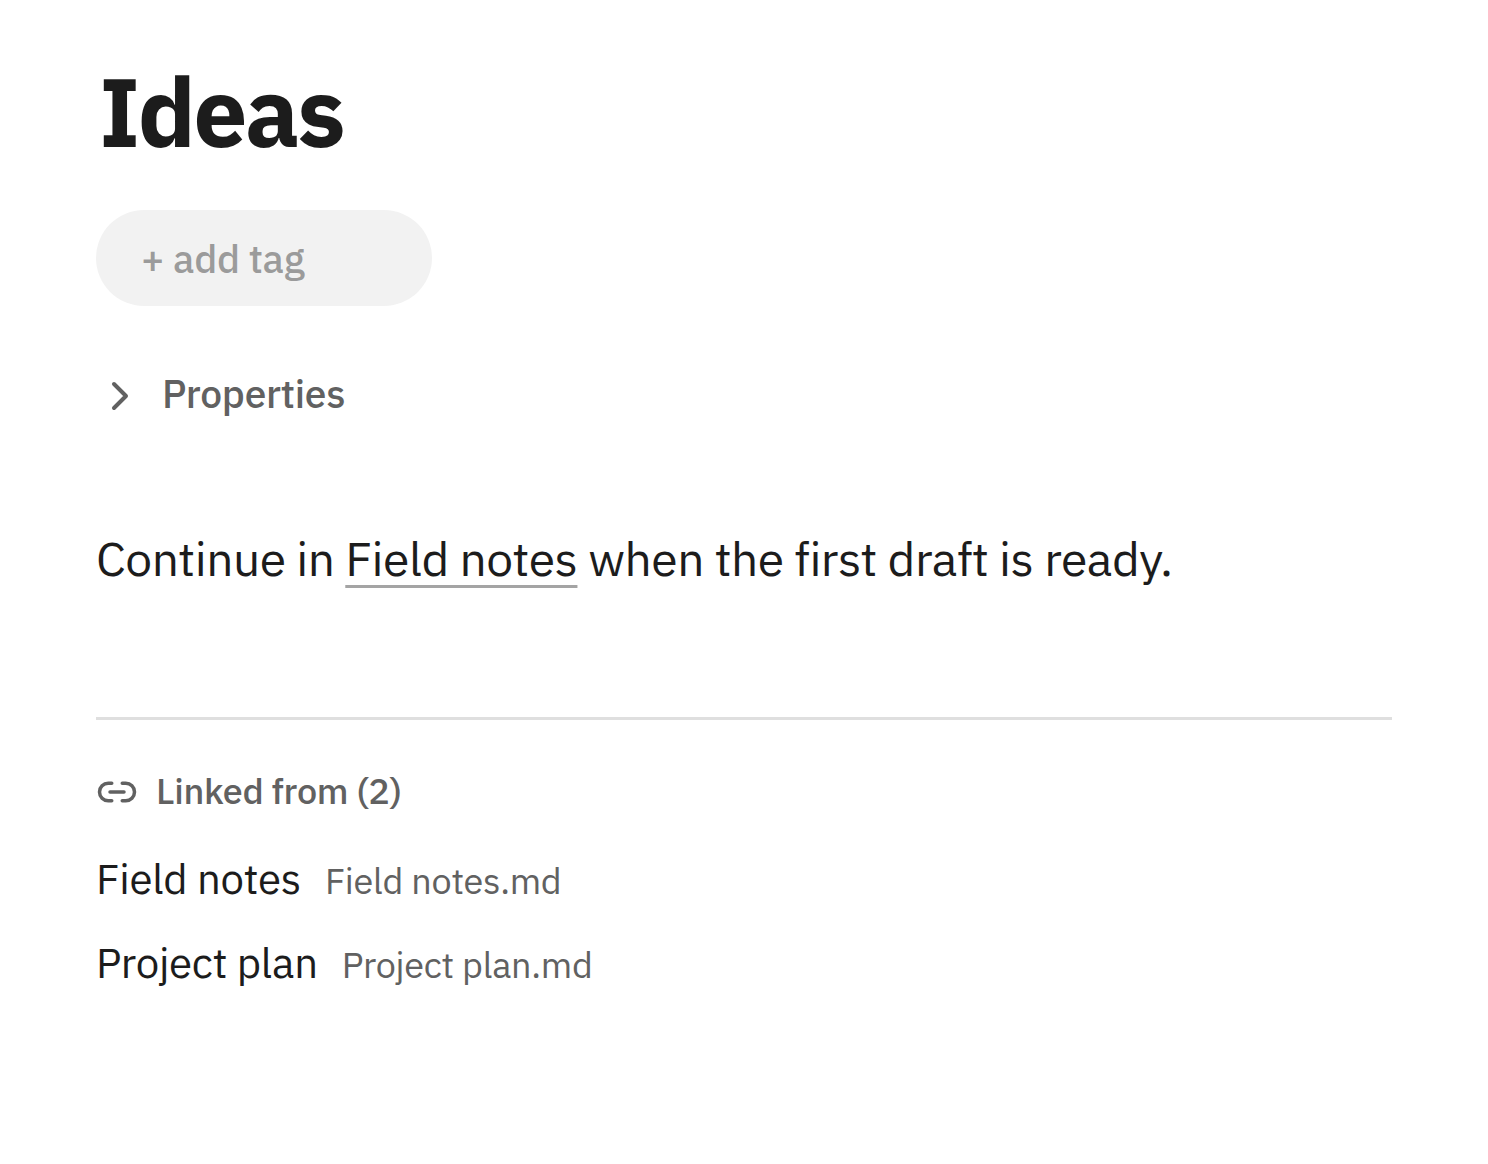 Ideas
+ add tag
Properties
Continue in Field notes when the first draft is ready.
Linked from (2)
Field notes Field notes.md
Project plan Project plan.md